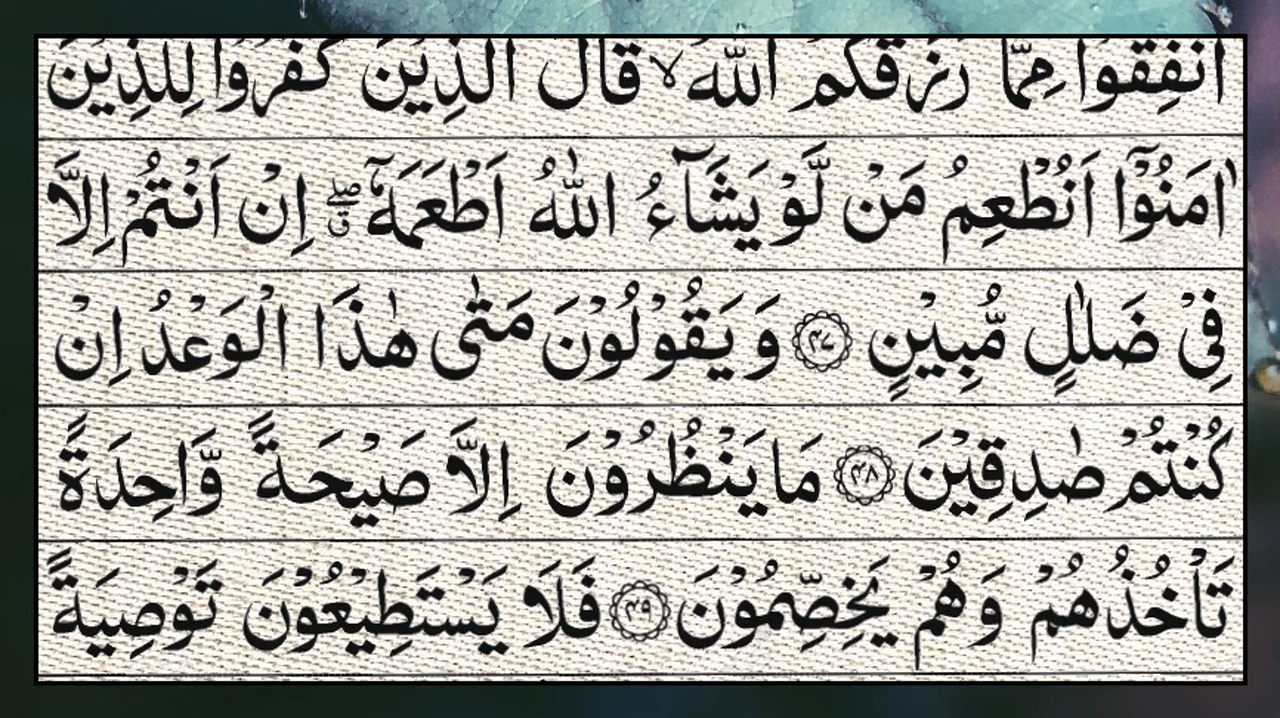 اَنْفِقُوْا مِمَّا رَزَقَكُمُ اللّٰهُ ۙ قَالَ الَّذِيْنَ كَفَرُوْا لِلَّذِيْنَ
اٰمَنُوْۤا اَنُطْعِمُ مَنْ لَّوْ يَشَآءُ اللّٰهُ اَطْعَمَهٗۤ ۖۗ اِنْ اَنْتُمْ اِلَّا
فِىْ ضَلٰلٍ مُّبِيْنٍ ﴿۴۷﴾ وَ يَقُوْلُوْنَ مَتٰى هٰذَا الْوَعْدُ اِنْ
كُنْتُمْ صٰدِقِيْنَ ﴿۴۸﴾ مَا يَنْظُرُوْنَ اِلَّا صَيْحَةً وَّاحِدَةً
تَاْخُذُهُمْ وَهُمْ يَخِصِّمُوْنَ ﴿۴۹﴾ فَلَا يَسْتَطِيْعُوْنَ تَوْصِيَةً